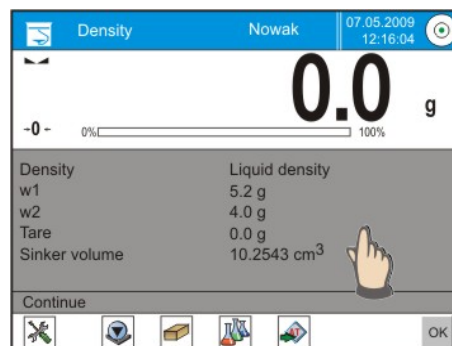 Density Nowak 07.05.2009
12:16:04
0.0 g
→0← 0% 100%
Density Liquid density
w1 5.2 g
w2 4.0 g
Tare 0.0 g
Sinker volume 10.2543 cm³
Continue
AT OK